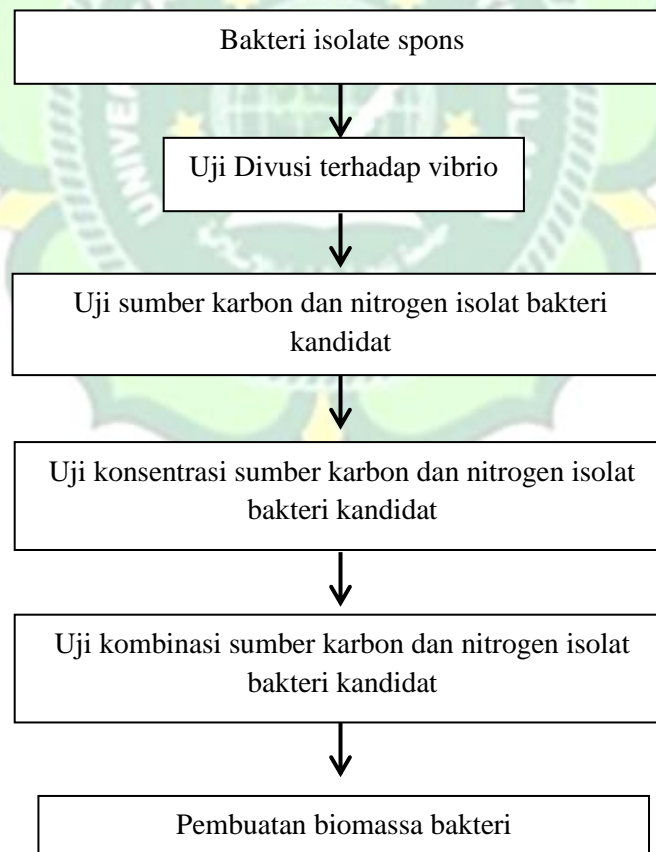 Bakteri isolate spons
Uji Divusi terhadap vibrio
Uji sumber karbon dan nitrogen isolat bakteri
kandidat
Uji konsentrasi sumber karbon dan nitrogen isolat
bakteri kandidat
Uji kombinasi sumber karbon dan nitrogen isolat
bakteri kandidat
Pembuatan biomassa bakteri